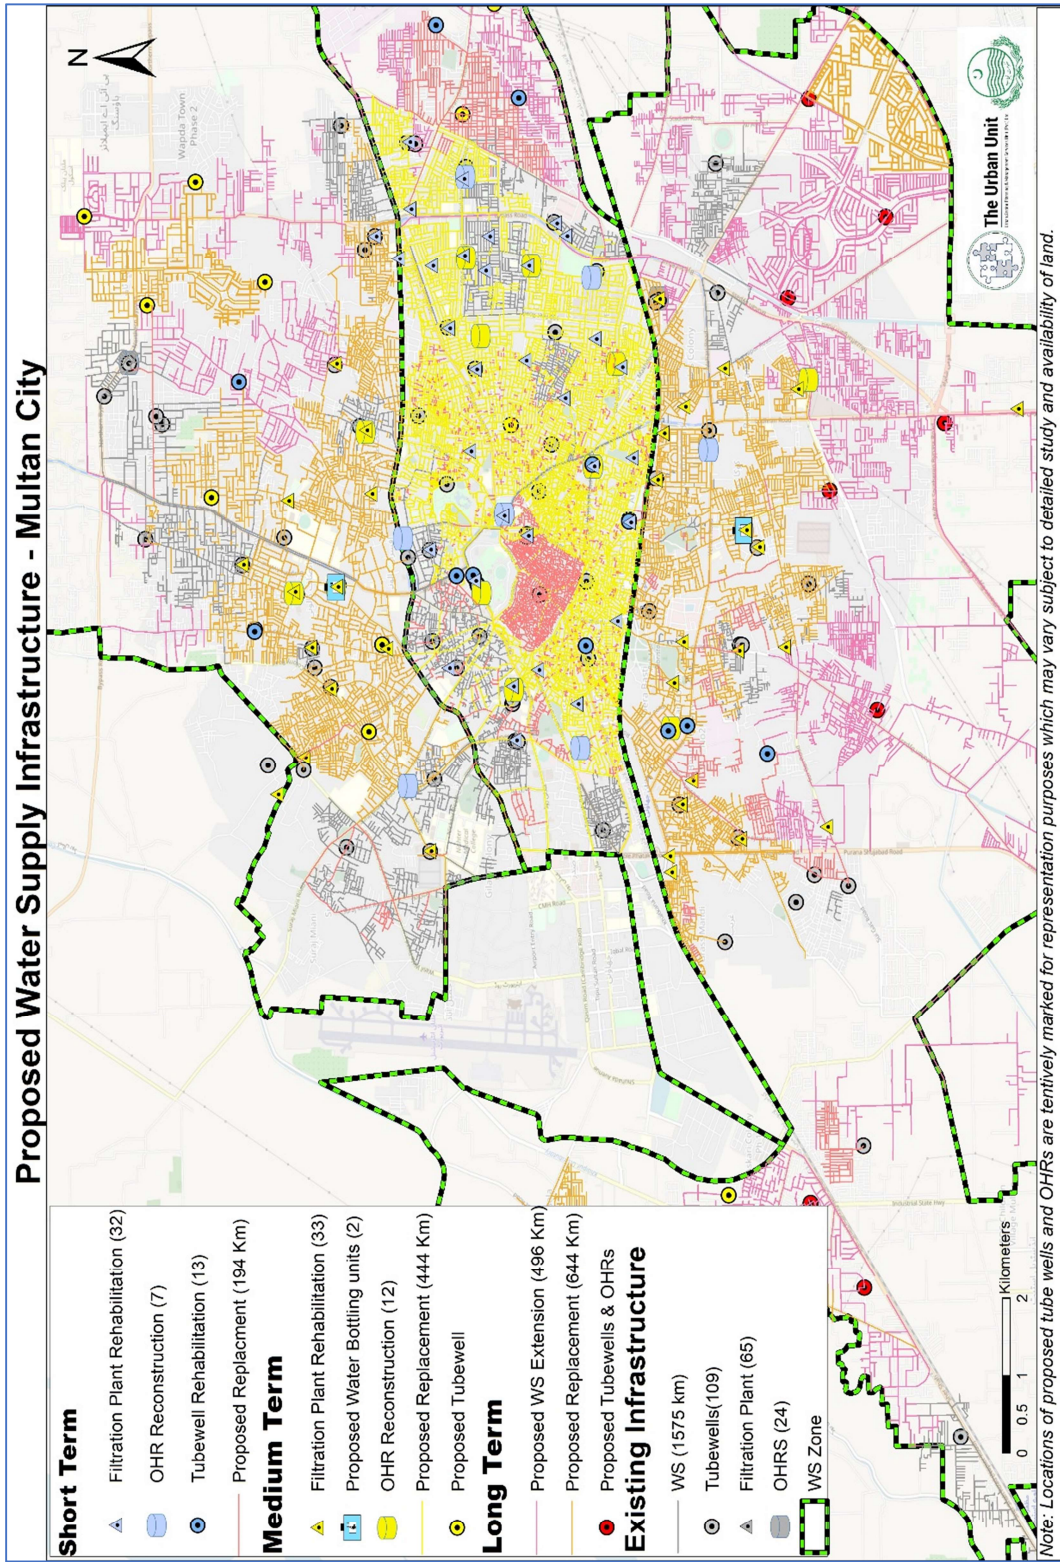 Proposed Water Supply Infrastructure - Multan City
N
Wapda Town
Phase 2
The Urban Unit
Suraj Miani
CMH Road
Industrial State Hwy
Colony
Short Term
Filtration Plant Rehabilitation (32)
OHR Reconstruction (7)
Tubewell Rehabilitation (13)
Proposed Replacment (194 Km)
Medium Term
Filtration Plant Rehabilitation (33)
Proposed Water Bottling units (2)
OHR Reconstruction (12)
Proposed Replacement (444 Km)
Proposed Tubewell
Long Term
Proposed WS Extension (496 Km)
Proposed Replacement (644 Km)
Proposed Tubewells & OHRs
Existing Infrastructure
WS (1575 km)
Tubewells(109)
Filtration Plant (65)
OHRS (24)
WS Zone
0 0.5 1 2
Kilometers
Note: Locations of proposed tube wells and OHRs are tentively marked for representation purposes which may vary subject to detailed study and availability of land.